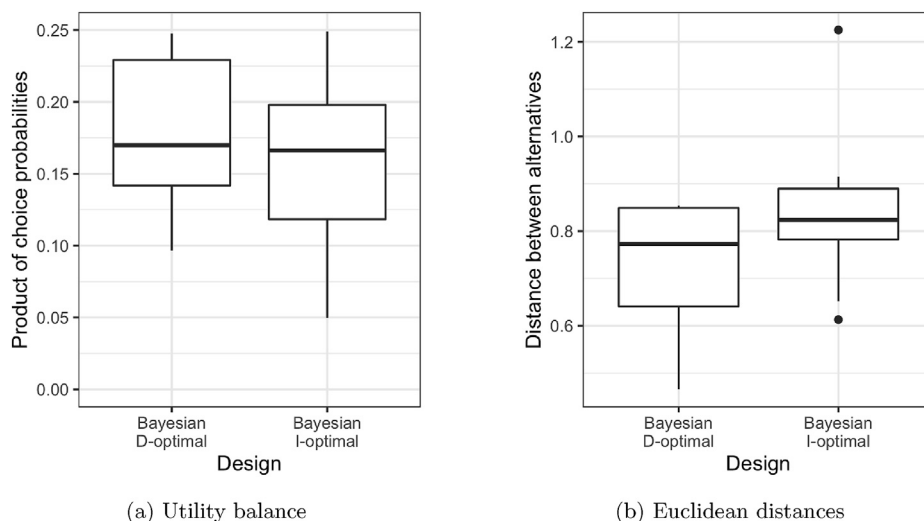 Product of choice probabilities
0.25
0.20
0.15
0.10
0.05
0.00
Bayesian
D-optimal
Bayesian
I-optimal
Design
(a) Utility balance
Distance between alternatives
1.2
1.0
0.8
0.6
Bayesian
D-optimal
Bayesian
I-optimal
Design
(b) Euclidean distances